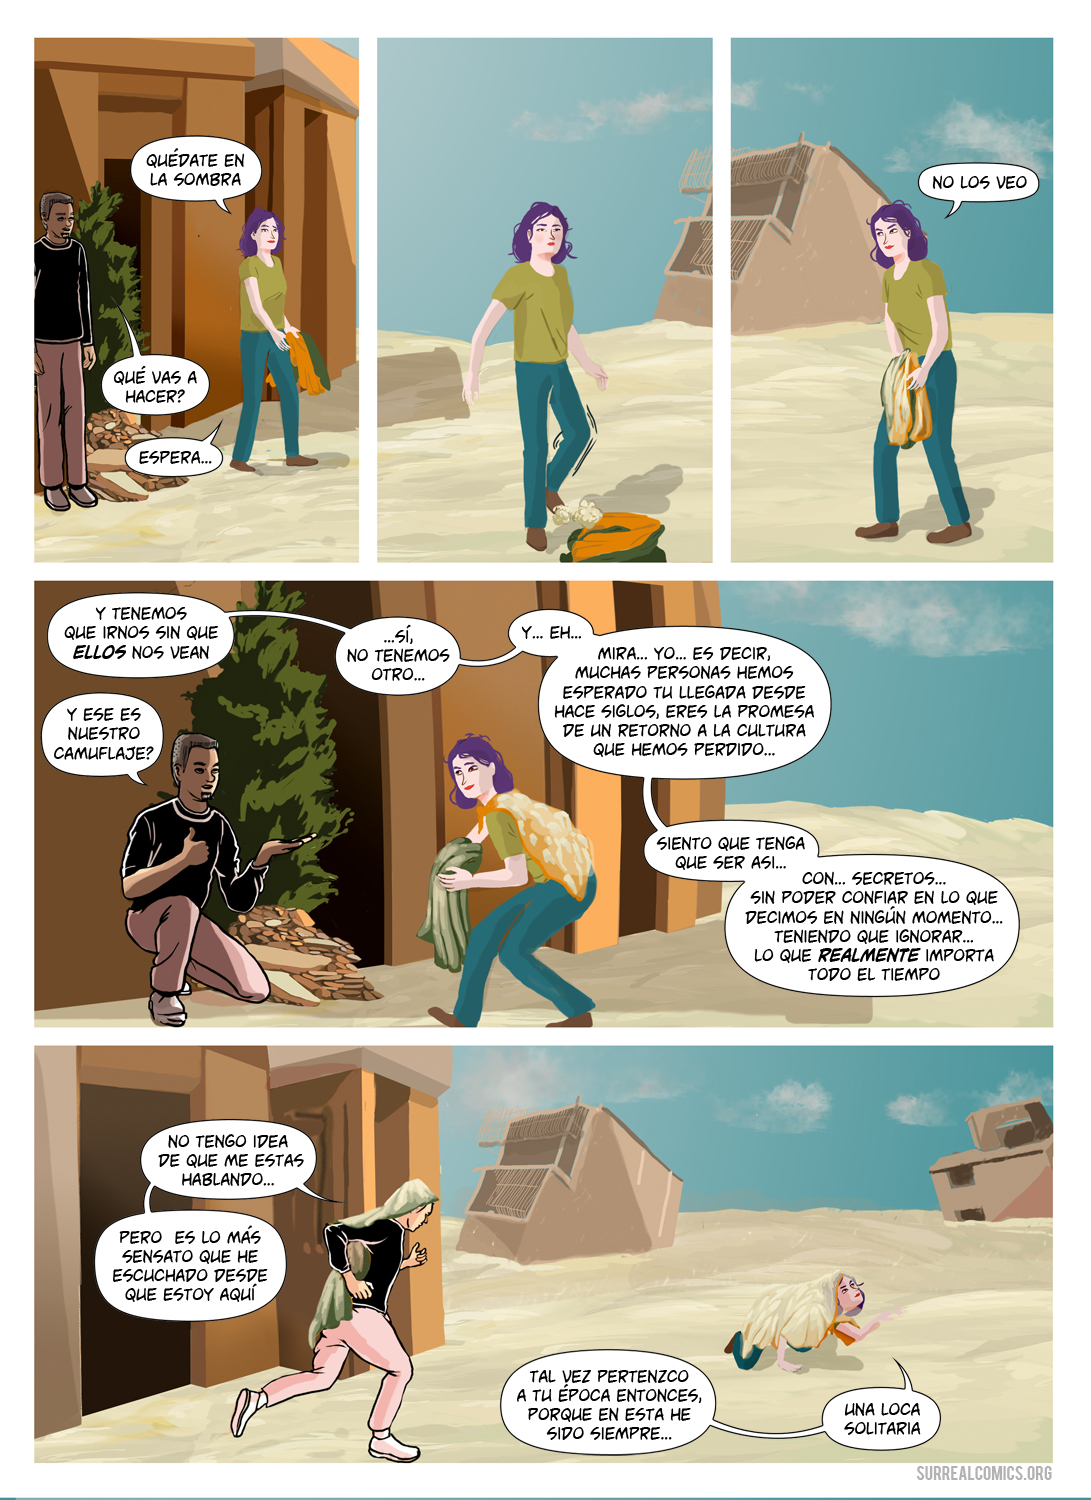 QUÉDATE EN
LA SOMBRA
QUÉ VAS A
HACER?
ESPERA...
NO LOS VEO
Y TENEMOS
QUE IRNOS SIN QUE
ELLOS NOS VEAN
...SÍ,
NO TENEMOS
OTRO...
Y... EH...
MIRA... YO... ES DECIR,
MUCHAS PERSONAS HEMOS
ESPERADO TU LLEGADA DESDE
HACE SIGLOS, ERES LA PROMESA
DE UN RETORNO A LA CULTURA
QUE HEMOS PERDIDO...
Y ESE ES
NUESTRO
CAMUFLAJE?
SIENTO QUE TENGA
QUE SER ASI...
CON... SECRETOS...
SIN PODER CONFIAR EN LO QUE
DECIMOS EN NINGÚN MOMENTO...
TENIENDO QUE IGNORAR...
LO QUE REALMENTE IMPORTA
TODO EL TIEMPO
NO TENGO IDEA
DE QUE ME ESTAS
HABLANDO...
PERO ES LO MÁS
SENSATO QUE HE
ESCUCHADO DESDE
QUE ESTOY AQUÍ
TAL VEZ PERTENZCO
A TU ÉPOCA ENTONCES,
PORQUE EN ESTA HE
SIDO SIEMPRE...
UNA LOCA
SOLITARIA
SURREALCOMICS.ORG